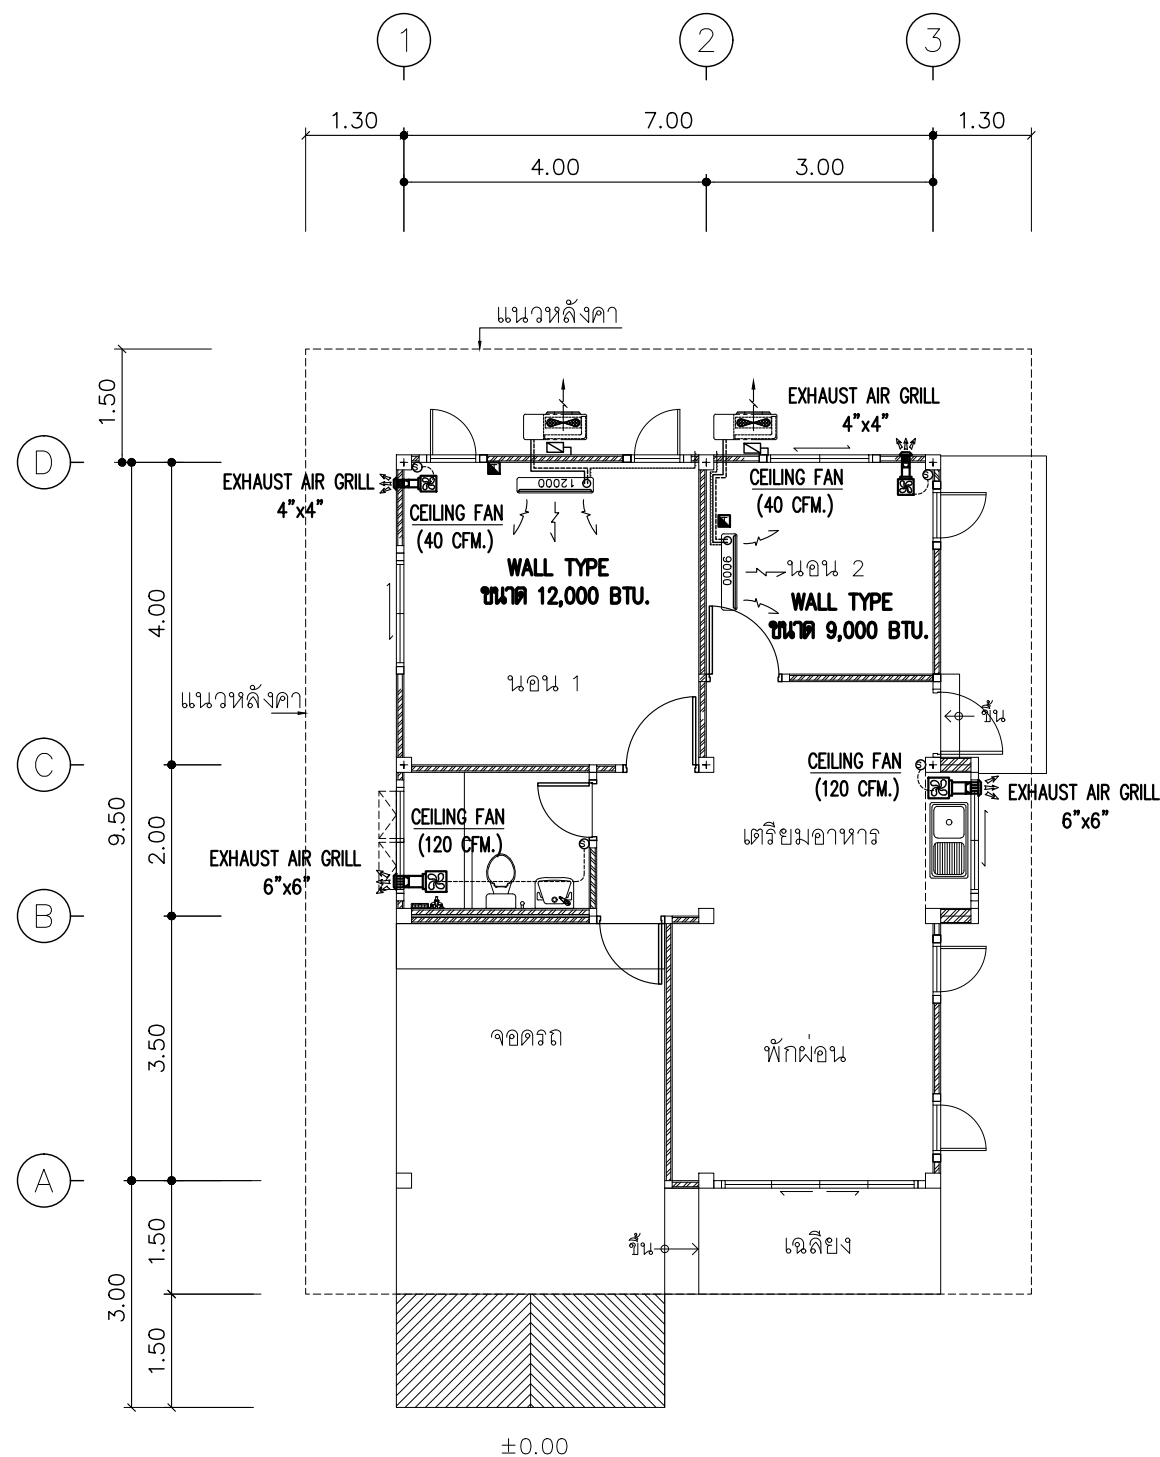 1
2
3
1.30
7.00
1.30
4.00
3.00
แนวหลังคา
1.50
EXHAUST AIR GRILL
4"x4"
D
EXHAUST AIR GRILL
4"x4"
CEILING FAN
(40 CFM.)
12000
CEILING FAN
(40 CFM.)
9000
WALL TYPE
ขนาด 12,000 BTU.
นอน 2
WALL TYPE
ขนาด 9,000 BTU.
4.00
นอน 1
แนวหลังคา
ขึ้น
C
CEILING FAN
(120 CFM.)
EXHAUST AIR GRILL
6"x6"
9.50
2.00
CEILING FAN
(120 CFM.)
เตรียมอาหาร
EXHAUST AIR GRILL
6"x6"
B
3.50
จอดรถ
พักผ่อน
A
1.50
ขึ้น
เฉลียง
3.00
1.50
±0.00